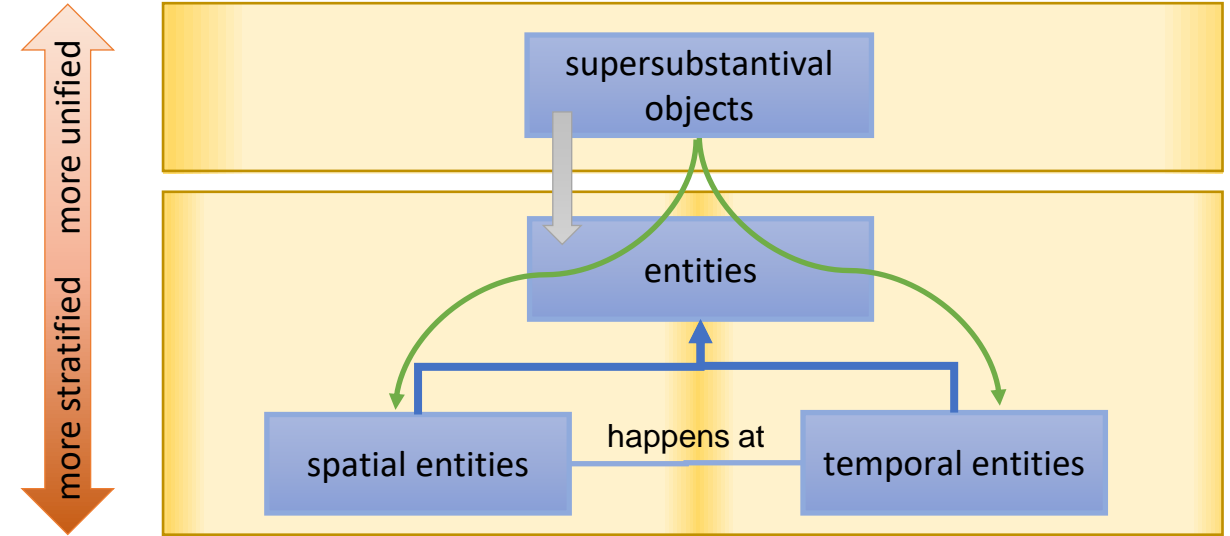 more unified
more stratified
supersubstantival
objects
entities
happens at
spatial entities
temporal entities